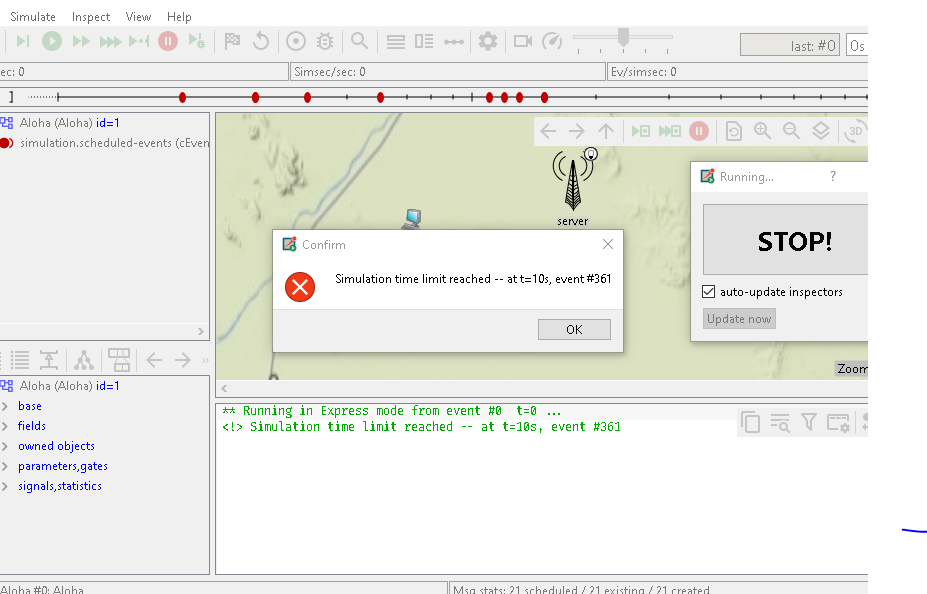 Simulate Inspect View Help
last: #0 0s
ec: 0 Simsec/sec: 0 Ev/simsec: 0
]
Aloha (Aloha) id=1
simulation.scheduled-events (cEven
3D
server
Running... ?
STOP!
auto-update inspectors
Update now
Confirm
Simulation time limit reached -- at t=10s, event #361
OK
Zoom
Aloha (Aloha) id=1
base
fields
owned objects
parameters,gates
signals,statistics
** Running in Express mode from event #0 t=0 ...
<!> Simulation time limit reached -- at t=10s, event #361
Aloha #0: Aloha Msg stats: 21 scheduled / 21 existing / 21 created